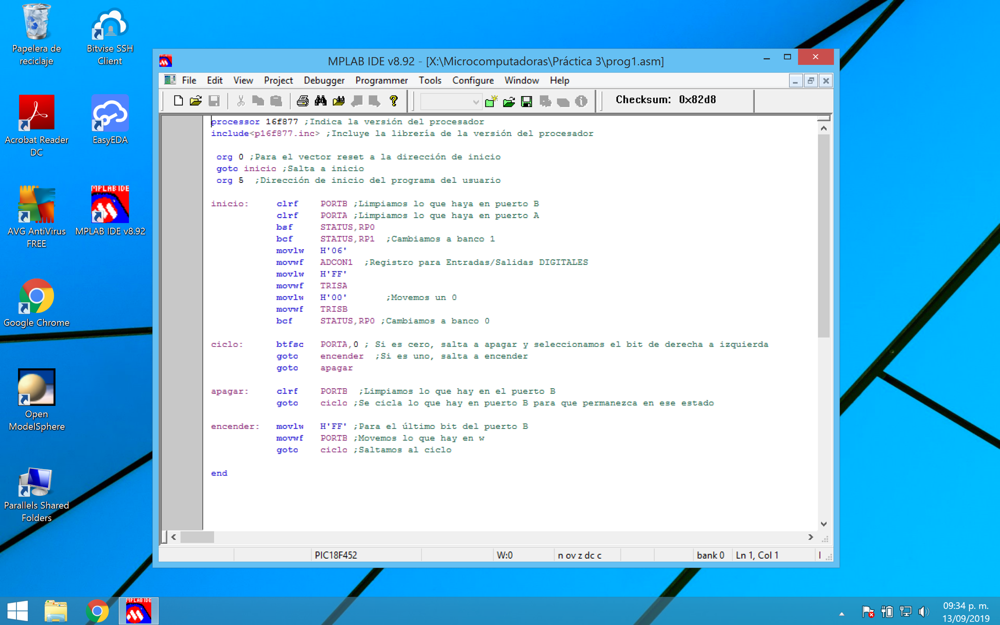 Papelera de
reciclaje
Bitvise SSH
Client
Acrobat Reader
DC
EasyEDA
AVG AntiVirus
FREE
MPLAB IDE
MPLAB IDE v8.92
Google Chrome
Open
ModelSphere
Parallels Shared
Folders
MPLAB IDE v8.92 - [X:\Microcomputadoras\Práctica 3\prog1.asm]
File Edit View Project Debugger Programmer Tools Configure Window Help
Checksum: 0x82d8
processor 16f877 ;Indica la versión del procesador
include<p16f877.inc> ;Incluye la librería de la versión del procesador
org 0 ;Para el vector reset a la dirección de inicio
goto inicio ;Salta a inicio
org 5 ;Dirección de inicio del programa del usuario
inicio: clrf PORTB ;Limpiamos lo que haya en puerto B
clrf PORTA ;Limpiamos lo que haya en puerto A
bsf STATUS,RP0
bcf STATUS,RP1 ;Cambiamos a banco 1
movlw H'06'
movwf ADCON1 ;Registro para Entradas/Salidas DIGITALES
movlw H'FF'
movwf TRISA
movlw H'00' ;Movemos un 0
movwf TRISB
bcf STATUS,RP0 ;Cambiamos a banco 0
ciclo: btfsc PORTA,0 ; Si es cero, salta a apagar y seleccionamos el bit de derecha a izquierda
goto encender ;Si es uno, salta a encender
goto apagar
apagar: clrf PORTB ;Limpiamos lo que hay en el puerto B
goto ciclo ;Se cicla lo que hay en puerto B para que permanezca en ese estado
encender: movlw H'FF' ;Para el último bit del puerto B
movwf PORTB ;Movemos lo que hay en w
goto ciclo ;Saltamos al ciclo
end
PIC18F452 W:0 n ov z dc c bank 0 Ln 1, Col 1 I
MPLAB IDE
09:34 p. m.
13/09/2019